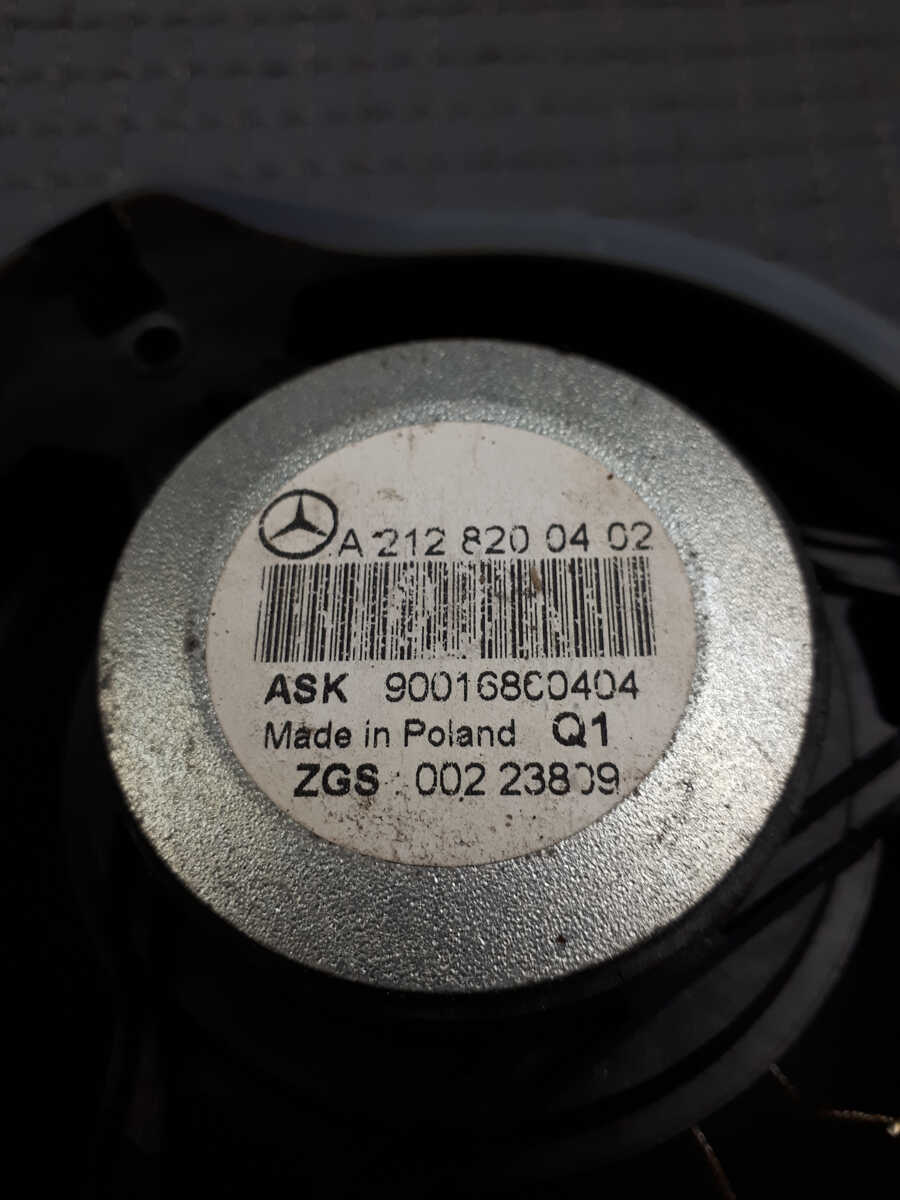 A 212 820 04 02
ASK 90016860404
Made in Poland Q1
ZGS 002 23809